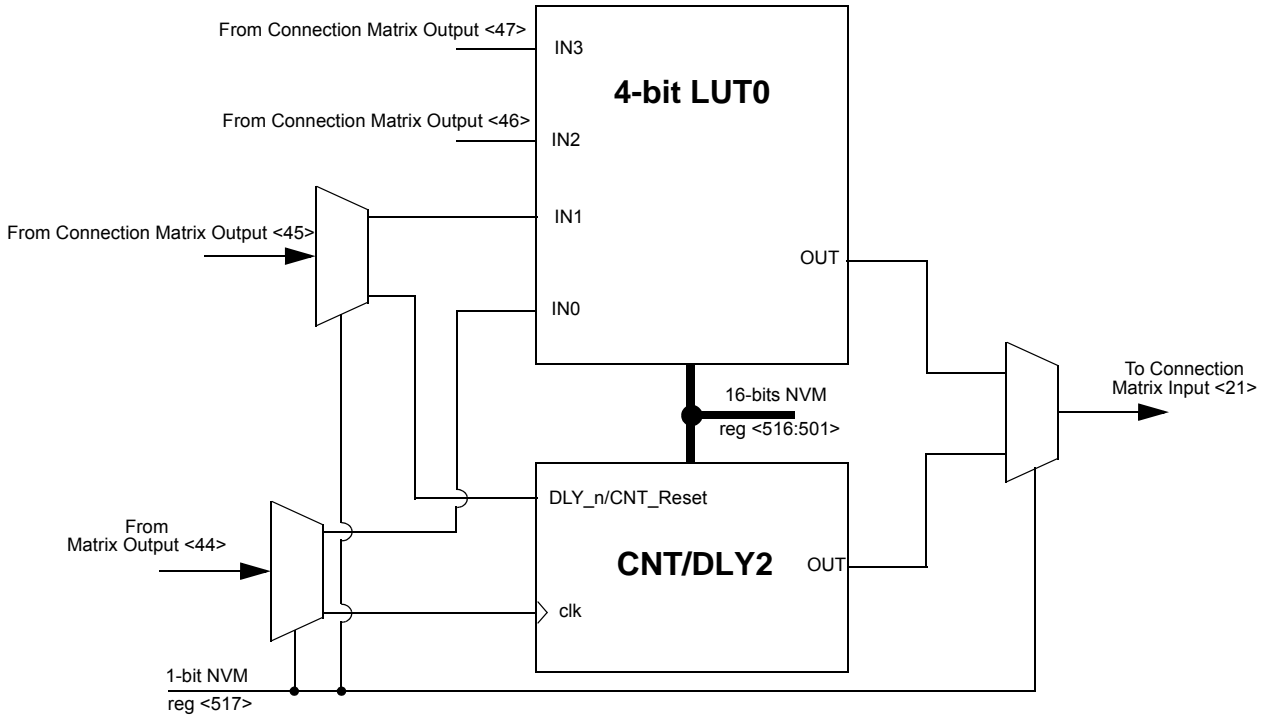 From Connection Matrix Output <47>
IN3
4-bit LUT0
From Connection Matrix Output <46>
IN2
IN1
From Connection Matrix Output <45>
OUT
IN0
To Connection
Matrix Input <21>
16-bits NVM
reg <516:501>
DLY_n/CNT_Reset
From
Matrix Output <44>
CNT/DLY2
OUT
clk
1-bit NVM
reg <517>